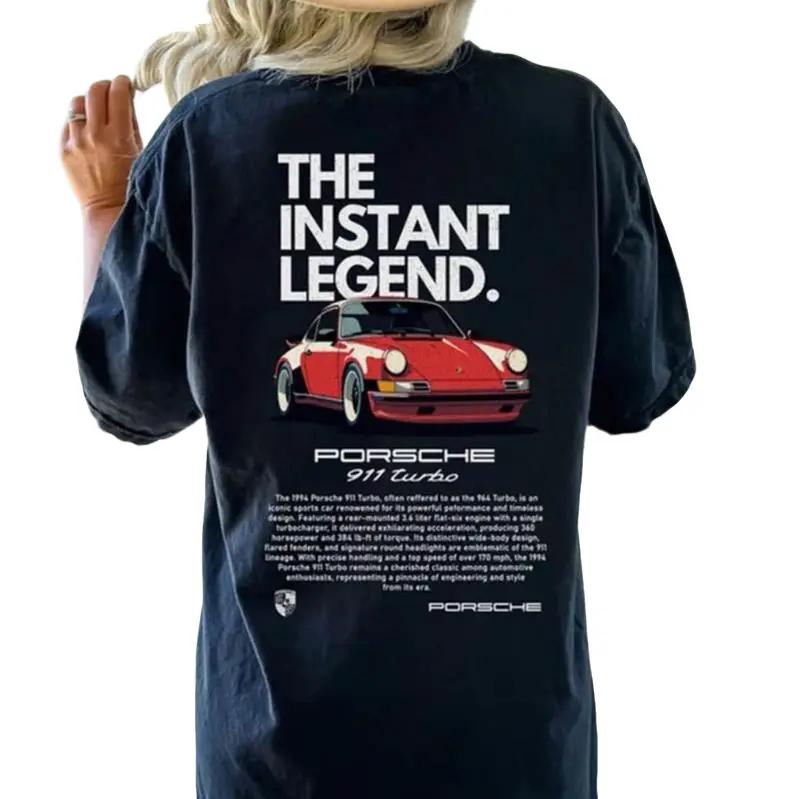 THE
INSTANT
LEGEND.
PORSCHE
911 turbo
The 1994 Porsche 911 Turbo, often reffered to as the 964 Turbo, is an
iconic sports car renowened for its powerful peformance and timeless
design. Featuring a rear-mounted 3.6 liter flat-six engine with a single
turbocharger, it delivered exhilarating acceleration, producing 360
horsepower and 384 lb-ft of torque. Its distinctive wide-body design,
flared fenders, and signature round headlights are emblematic of the 911
lineage. With precise handling and a top speed of over 170 mph, the 1994
Porsche 911 Turbo remains a cherished classic among automotive
enthusiasts, representing a pinnacle of engineering and style
from its era.
PORSCHE